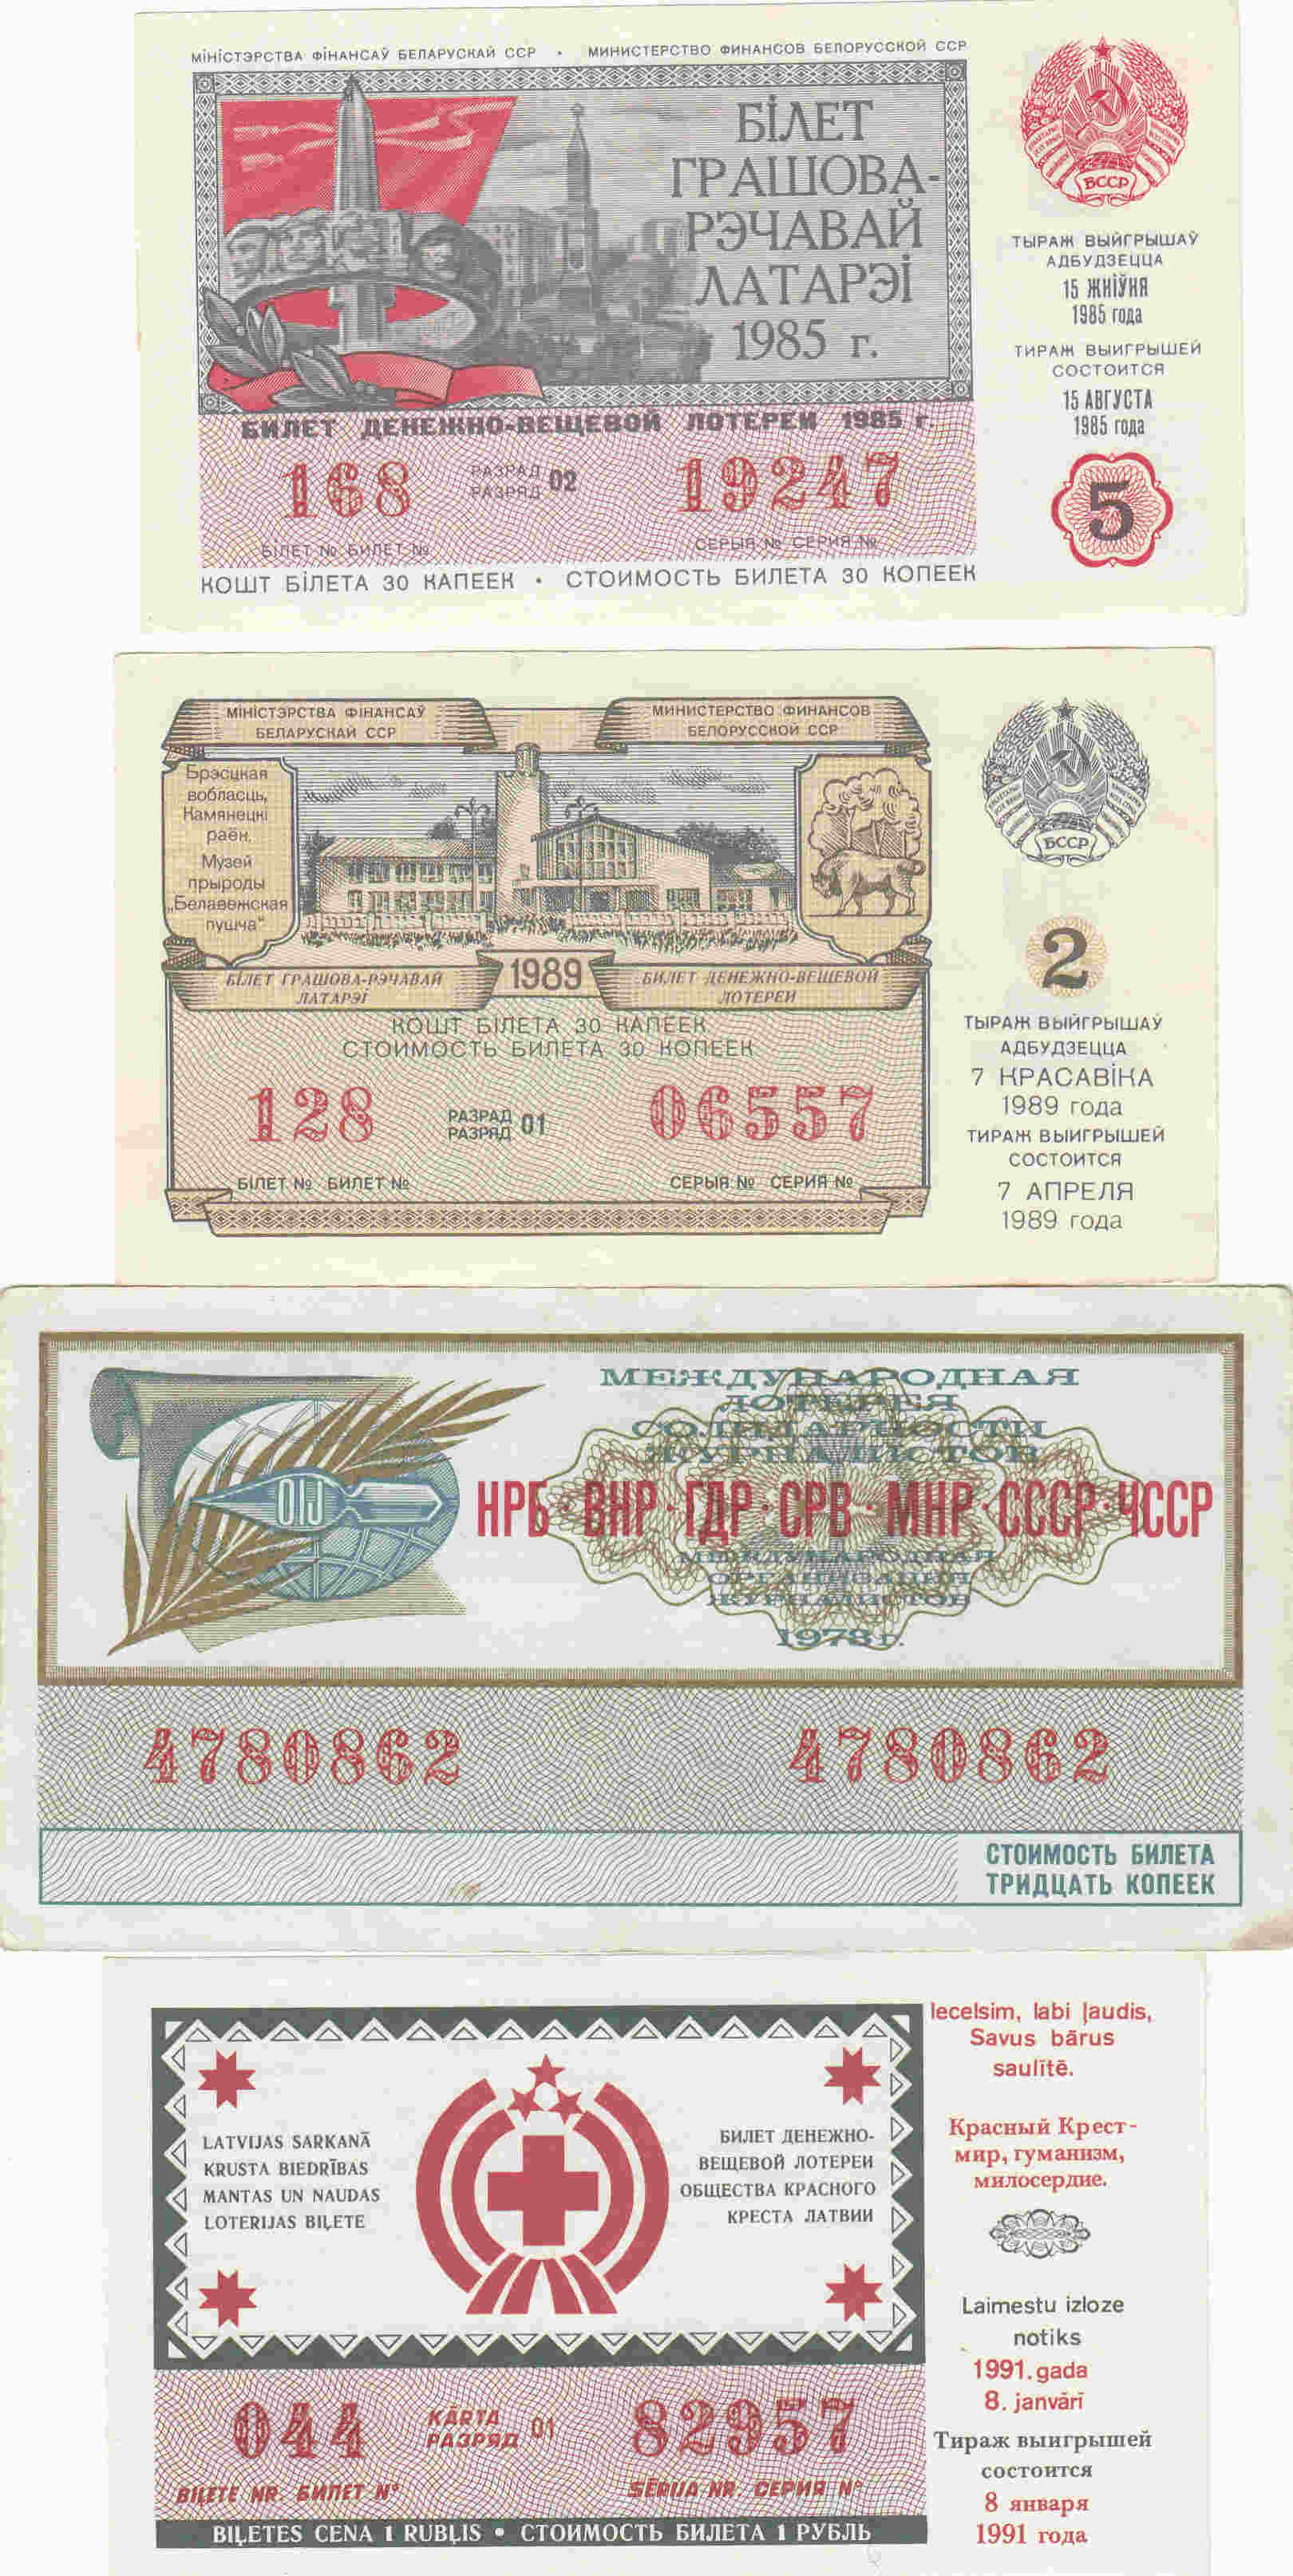 МІНІСТЭРСТВА ФІНАНСАЎ БЕЛАРУСКАЙ ССР • МИНИСТЕРСТВО ФИНАНСОВ БЕЛОРУССКОЙ ССР
БІЛЕТ
ГРАШОВА-
РЭЧАВАЙ
ЛАТАРЭІ
1985 г.
БИЛЕТ ДЕНЕЖНО-ВЕЩЕВОЙ ЛОТЕРЕИ 1985 г.
168
РАЗРАД
РАЗРЯД 02
19247
БІЛЕТ № БИЛЕТ №
СЕРЫЯ № СЕРИЯ №
КОШТ БІЛЕТА 30 КАПЕЕК • СТОИМОСТЬ БИЛЕТА 30 КОПЕЕК
БССР
ТЫРАЖ ВЫЙГРЫШАЎ
АДБУДЗЕЦЦА
15 ЖНІЎНЯ
1985 года
ТИРАЖ ВЫИГРЫШЕЙ
СОСТОИТСЯ
15 АВГУСТА
1985 года
5
МІНІСТЭРСТВА ФІНАНСАЎ
БЕЛАРУСКАЙ ССР
МИНИСТЕРСТВО ФИНАНСОВ
БЕЛОРУССКОЙ ССР
Брэсцкая
вобласць,
Камянецкі
раён.
Музей
прыроды
„Белавежская
пушча“
БІЛЕТ ГРАШОВА-РЭЧАВАЙ
ЛАТАРЭІ
1989
БИЛЕТ ДЕНЕЖНО-ВЕЩЕВОЙ
ЛОТЕРЕИ
КОШТ БІЛЕТА 30 КАПЕЕК
СТОИМОСТЬ БИЛЕТА 30 КОПЕЕК
128
РАЗРАД
РАЗРЯД 01
06557
БІЛЕТ № БИЛЕТ №
СЕРЫЯ № СЕРИЯ №
БССР
2
ТЫРАЖ ВЫЙГРЫШАЎ
АДБУДЗЕЦЦА
7 КРАСАВІКА
1989 года
ТИРАЖ ВЫИГРЫШЕЙ
СОСТОИТСЯ
7 АПРЕЛЯ
1989 года
OIJ
МЕЖДУНАРОДНАЯ
ЛОТЕРЕЯ
СОЛИДАРНОСТИ
ЖУРНАЛИСТОВ
НРБ · ВНР · ГДР · СРВ · МНР · СССР · ЧССР
МЕЖДУНАРОДНАЯ
ОРГАНИЗАЦИЯ
ЖУРНАЛИСТОВ
1978 г.
4780862 4780862
СТОИМОСТЬ БИЛЕТА
ТРИДЦАТЬ КОПЕЕК
LATVIJAS SARKANĀ
KRUSTA BIEDRĪBAS
MANTAS UN NAUDAS
LOTERIJAS BIĻETE
БИЛЕТ ДЕНЕЖНО-
ВЕЩЕВОЙ ЛОТЕРЕИ
ОБЩЕСТВА КРАСНОГО
КРЕСТА ЛАТВИИ
044
KĀRTA
РАЗРЯД 01
82957
BIĻETE NR. БИЛЕТ №
SĒRIJA NR. СЕРИЯ №
BIĻETES CENA 1 RUBLIS • СТОИМОСТЬ БИЛЕТА 1 РУБЛЬ
Iecelsim, labi ļaudis,
Savus bārus
saulītē.
Красный Крест-
мир, гуманизм,
милосердие.
Laimestu izloze
notiks
1991. gada
8. janvārī
Тираж выигрышей
состоится
8 января
1991 года